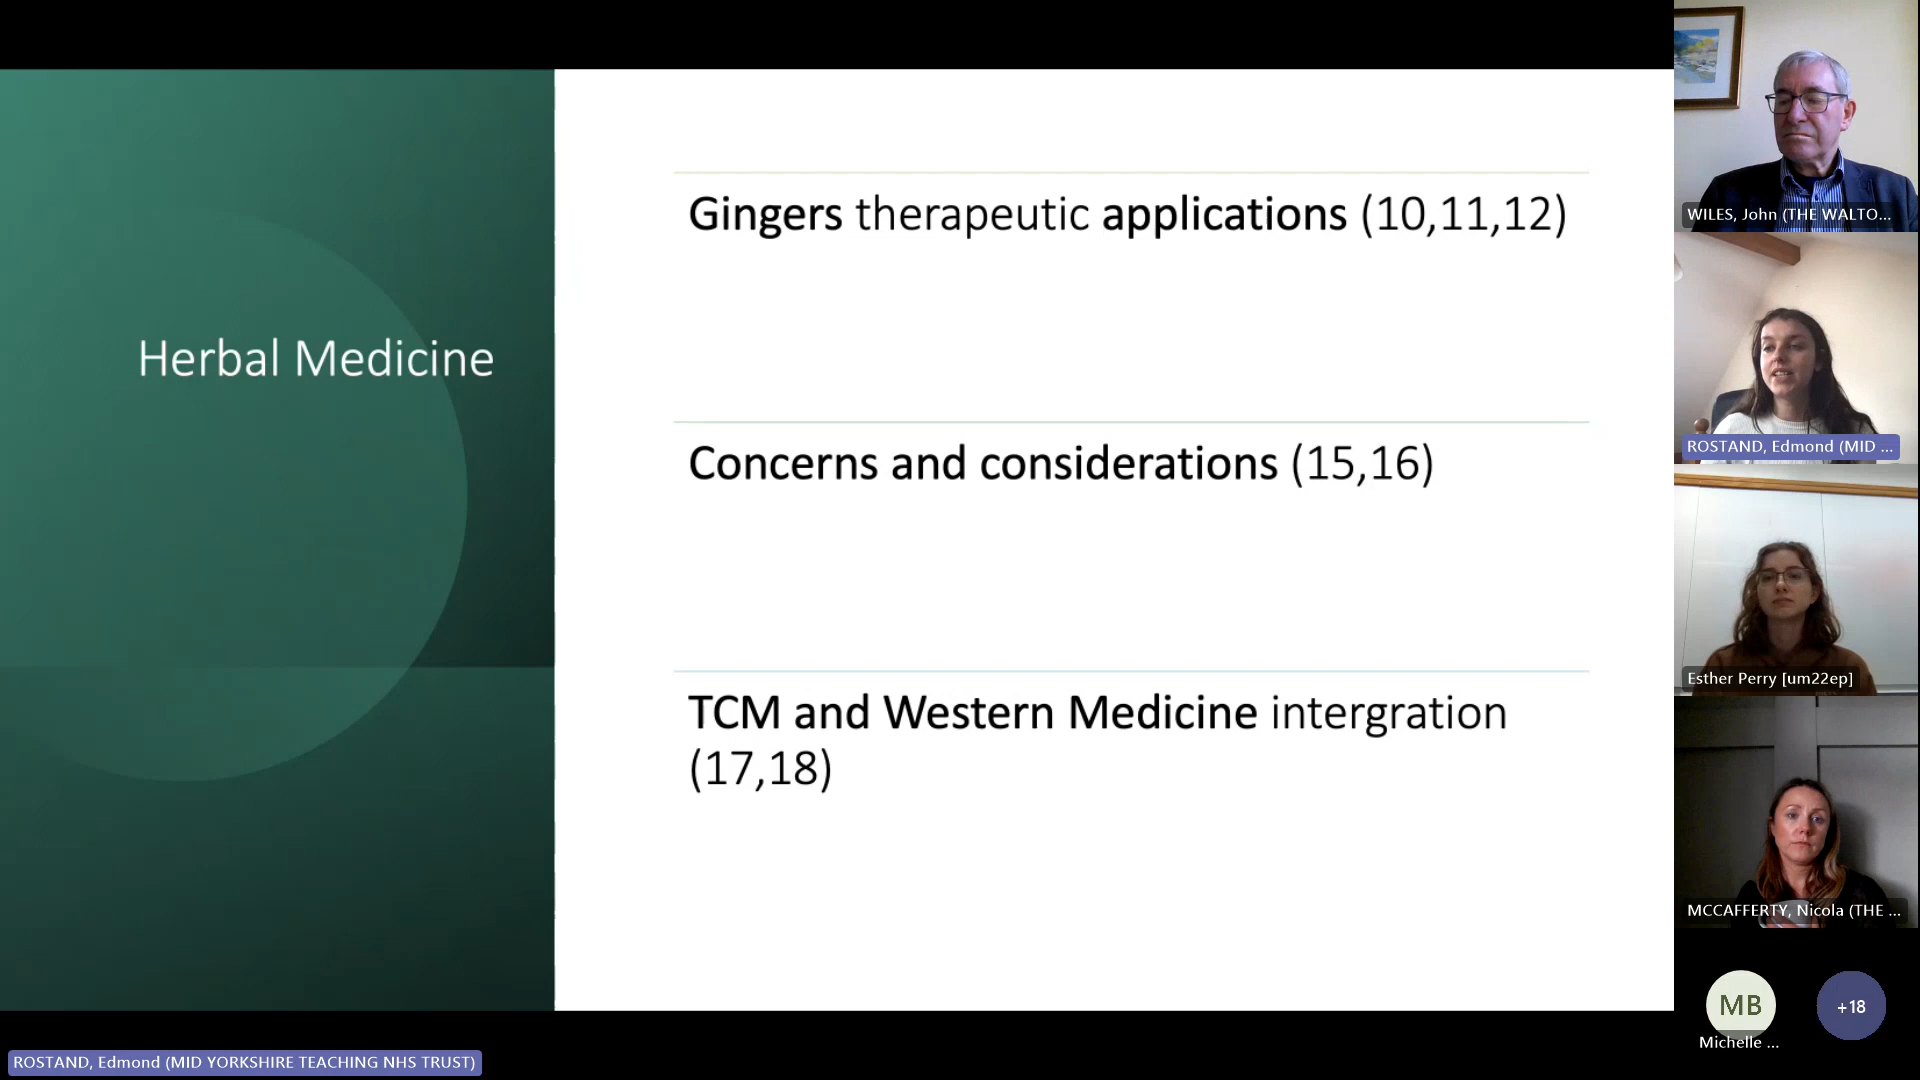 Herbal Medicine
Gingers therapeutic applications (10,11,12)
Concerns and considerations (15,16)
TCM and Western Medicine intergration
(17,18)
WILES, John (THE WALTO...
ROSTAND, Edmond (MID ...
Esther Perry [um22ep]
MCCAFFERTY, Nicola (THE ...
MB
+18
Michelle ...
ROSTAND, Edmond (MID YORKSHIRE TEACHING NHS TRUST)